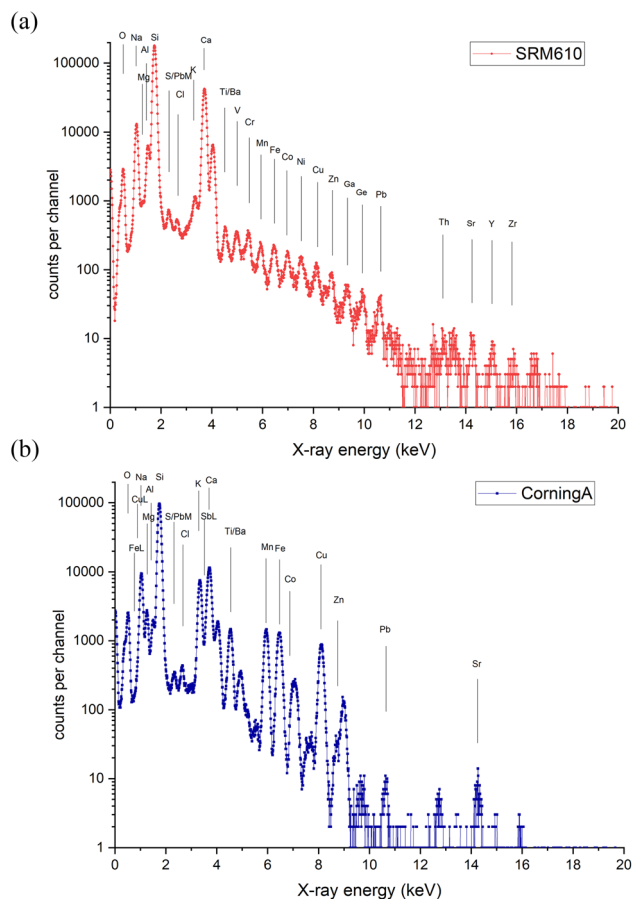 (a)
SRM610
O Na Al Mg Si S/PbM Cl K Ca Ti/Ba V Cr Mn Fe Co Ni Cu Zn Ga Ge Pb Th Sr Y Zr
counts per channel
100000
10000
1000
100
10
1
0 2 4 6 8 10 12 14 16 18 20
X-ray energy (keV)
(b)
CorningA
O FeL CuL Na Mg Al Si S/PbM Cl K SbL Ca Ti/Ba Mn Fe Co Cu Zn Pb Sr
counts per channel
100000
10000
1000
100
10
1
0 2 4 6 8 10 12 14 16 18 20
X-ray energy (keV)